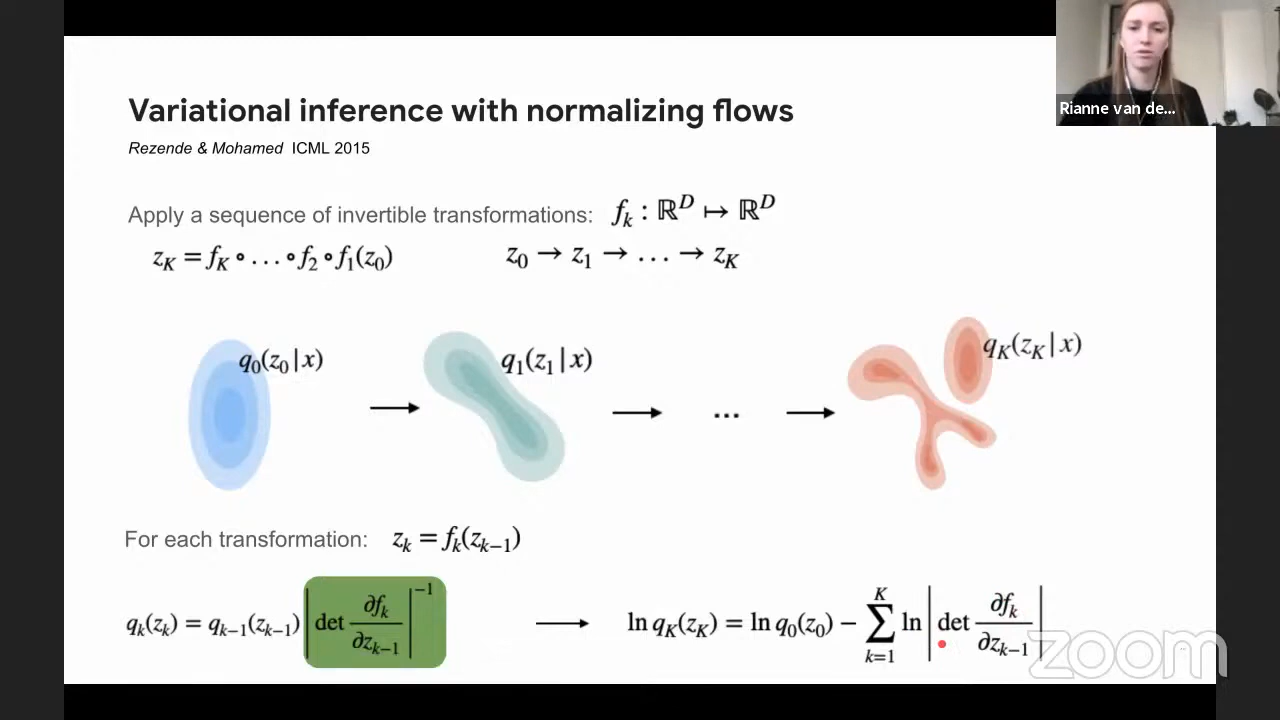 Rianne van de...
Variational inference with normalizing flows
Rezende & Mohamed ICML 2015
Apply a sequence of invertible transformations: f_k : ℝ^D ↦ ℝ^D
z_K = f_K ∘ . . . ∘ f_2 ∘ f_1(z_0) z_0 → z_1 → . . . → z_K
q_0(z_0|x) q_1(z_1|x) ... q_K(z_K|x)
For each transformation: z_k = f_k(z_{k−1})
q_k(z_k) = q_{k−1}(z_{k−1}) |det ∂f_k/∂z_{k−1}|^{−1} → ln q_K(z_K) = ln q_0(z_0) − ∑_{k=1}^{K} ln |det ∂f_k/∂z_{k−1}|
zoom